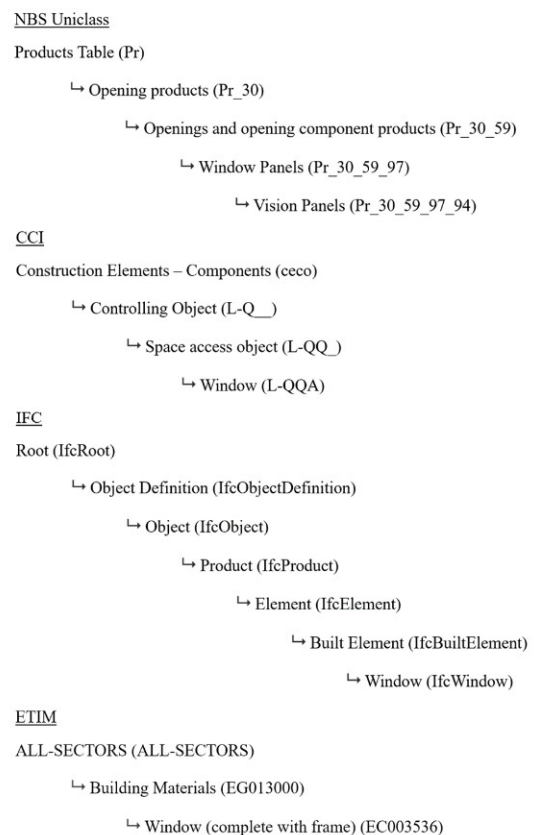 NBS Uniclass
Products Table (Pr)
↳ Opening products (Pr_30)
↳ Openings and opening component products (Pr_30_59)
↳ Window Panels (Pr_30_59_97)
↳ Vision Panels (Pr_30_59_97_94)
CCI
Construction Elements – Components (ceco)
↳ Controlling Object (L-Q__)
↳ Space access object (L-QQ_)
↳ Window (L-QQA)
IFC
Root (IfcRoot)
↳ Object Definition (IfcObjectDefinition)
↳ Object (IfcObject)
↳ Product (IfcProduct)
↳ Element (IfcElement)
↳ Built Element (IfcBuiltElement)
↳ Window (IfcWindow)
ETIM
ALL-SECTORS (ALL-SECTORS)
↳ Building Materials (EG013000)
↳ Window (complete with frame) (EC003536)